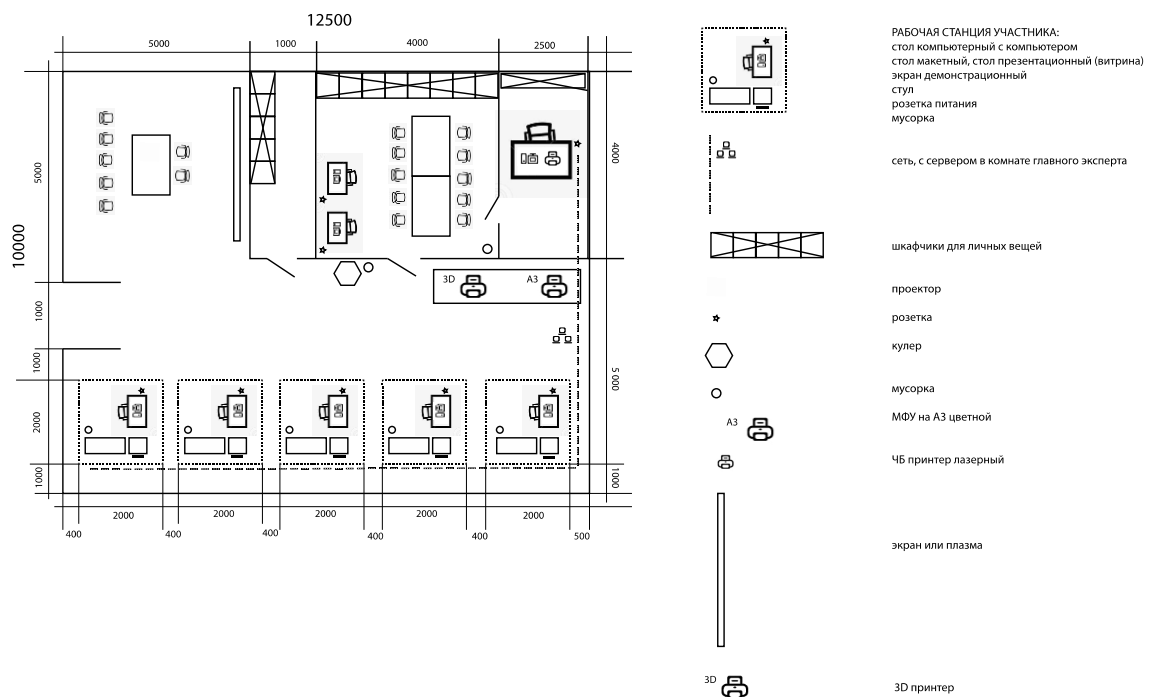 12500
5000
1000
4000
2500
10000
5000
4000
3D
A3
1000
1000
5 000
2000
1000
1000
2000
2000
2000
2000
2000
400
400
400
400
400
500
РАБОЧАЯ СТАНЦИЯ УЧАСТНИКА:
стол компьютерный с компьютером
стол макетный, стол презентационный (витрина)
экран демонстрационный
стул
розетка питания
мусорка
сеть, с сервером в комнате главного эксперта
шкафчики для личных вещей
проектор
розетка
кулер
мусорка
A3
МФУ на А3 цветной
ЧБ принтер лазерный
экран или плазма
3D
3D принтер